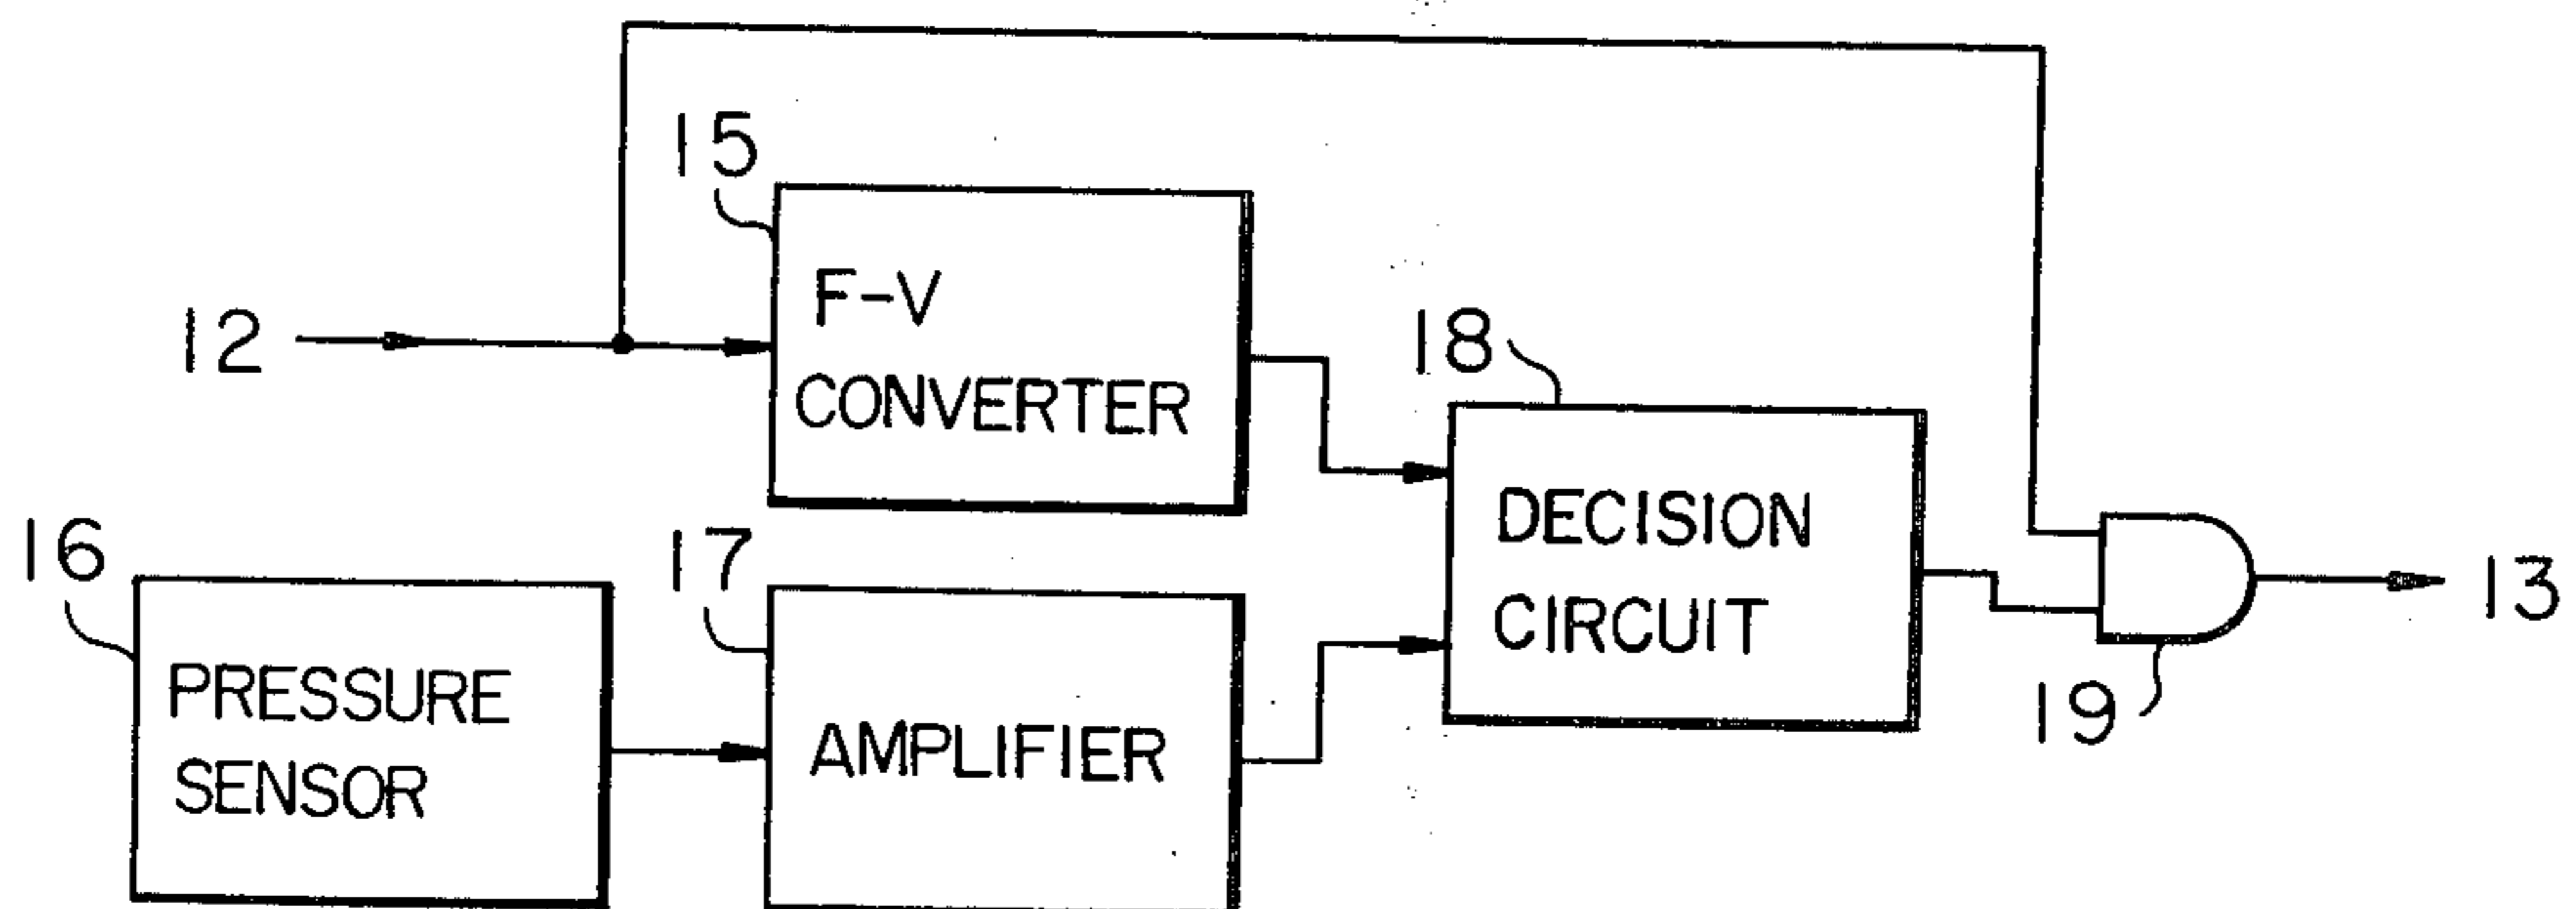 15
F-V
CONVERTER
12
18
DECISION
CIRCUIT
16
PRESSURE
SENSOR
17
AMPLIFIER
13
19